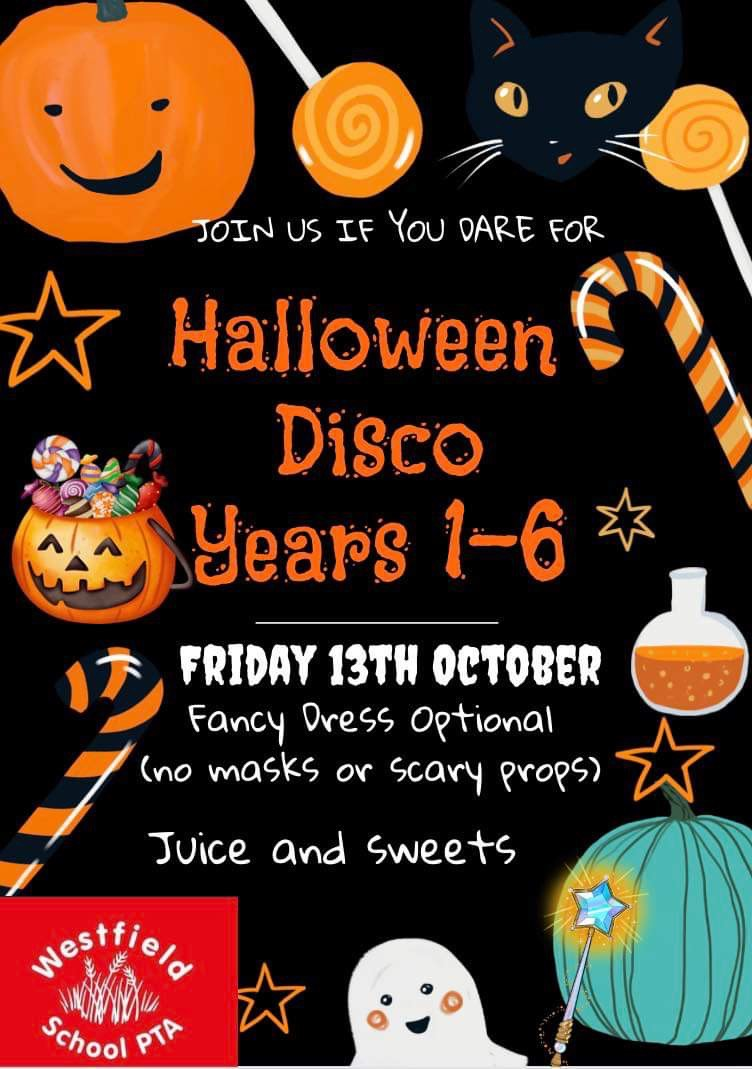 JOIN US IF YOU DARE FOR
Halloween
Disco
Years 1-6
FRIDAY 13TH OCTOBER
Fancy Dress Optional
(no masks or scary props)
Juice and sweets
Westfield
School PTA